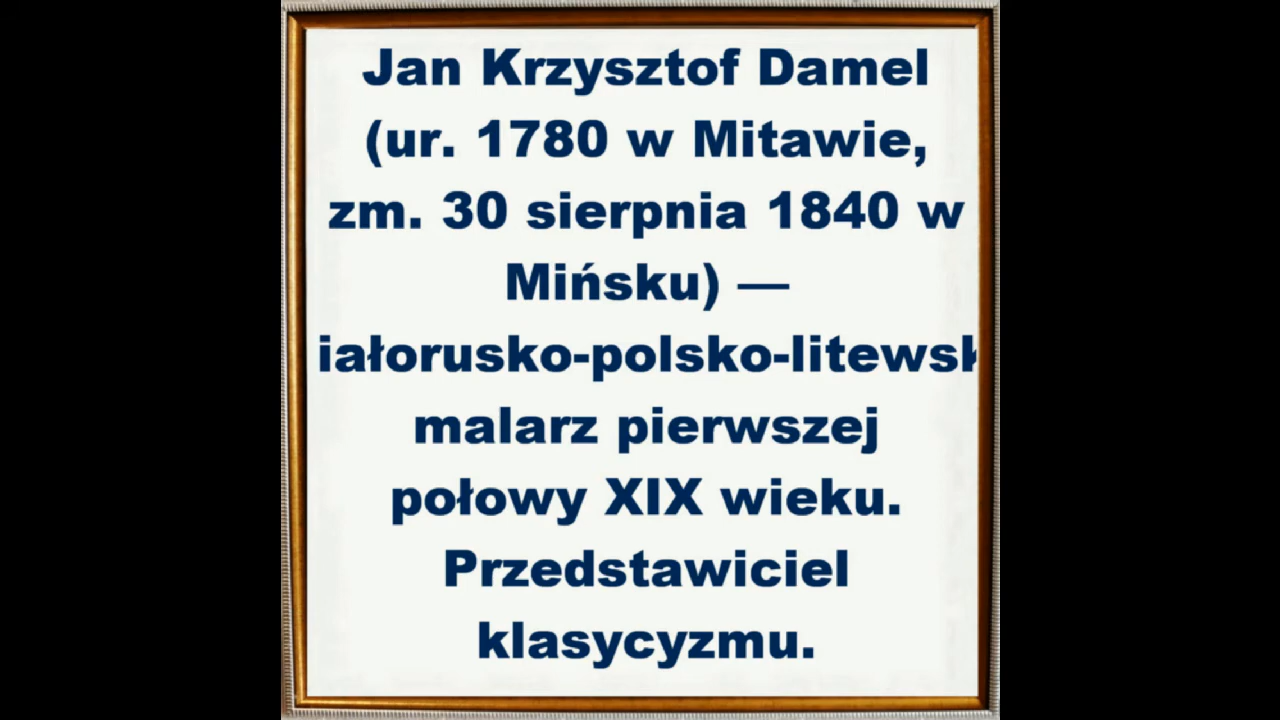 Jan Krzysztof Damel
(ur. 1780 w Mitawie,
zm. 30 sierpnia 1840 w
Mińsku) —
iałorusko-polsko-litewsk
malarz pierwszej
połowy XIX wieku.
Przedstawiciel
klasycyzmu.